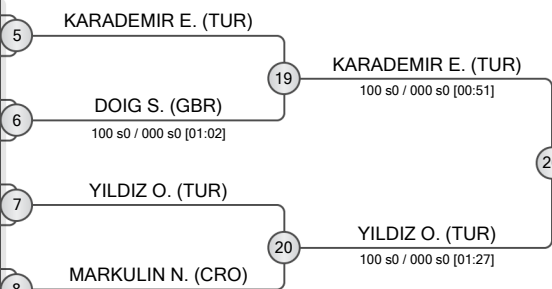 KARADEMIR E. (TUR)
5
19
KARADEMIR E. (TUR)
100 s0 / 000 s0 [00:51]
6
DOIG S. (GBR)
100 s0 / 000 s0 [01:02]
7
YILDIZ O. (TUR)
20
YILDIZ O. (TUR)
100 s0 / 000 s0 [01:27]
8
MARKULIN N. (CRO)